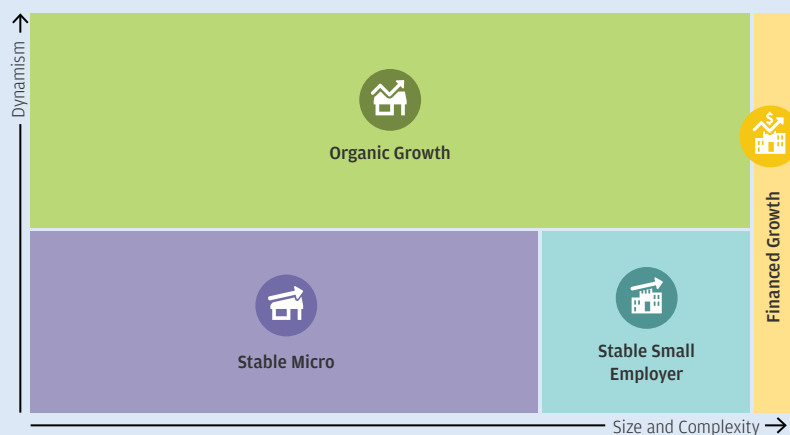 Dynamism
$
Organic Growth
Financed Growth
Stable Micro
Stable Small
Employer
Size and Complexity